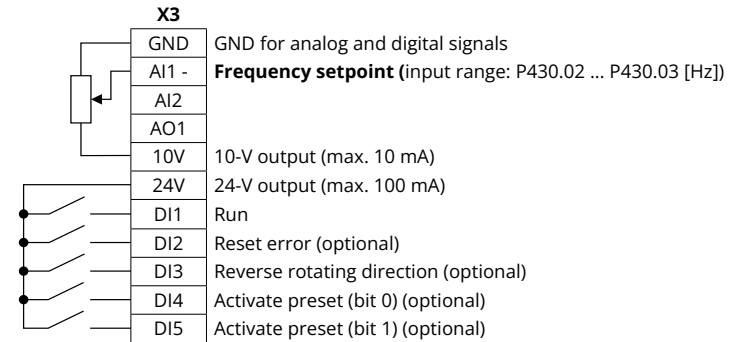 X3
GND GND for analog and digital signals
AI1 - Frequency setpoint (input range: P430.02 ... P430.03 [Hz])
AI2
AO1
10V 10-V output (max. 10 mA)
24V 24-V output (max. 100 mA)
DI1 Run
DI2 Reset error (optional)
DI3 Reverse rotating direction (optional)
DI4 Activate preset (bit 0) (optional)
DI5 Activate preset (bit 1) (optional)